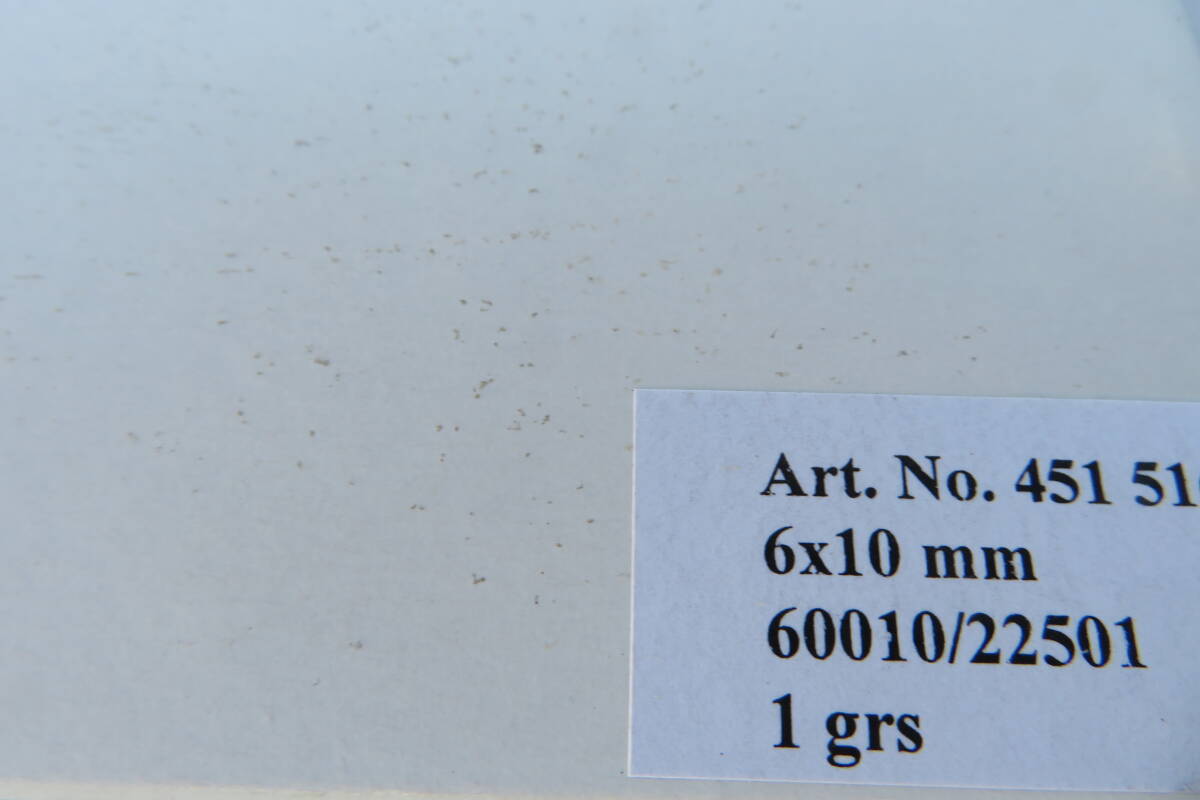 Art. No. 451 51
6x10 mm
60010/22501
1 grs